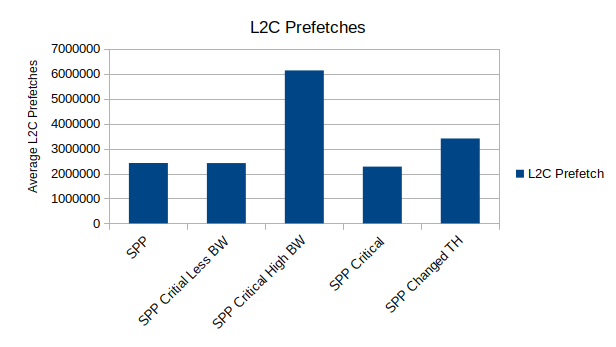 L2C Prefetches
Average L2C Prefetches
7000000
6000000
5000000
4000000
3000000
2000000
1000000
0
SPP
SPP Critial Less BW
SPP Critical High BW
SPP Critical
SPP Changed TH
L2C Prefetch